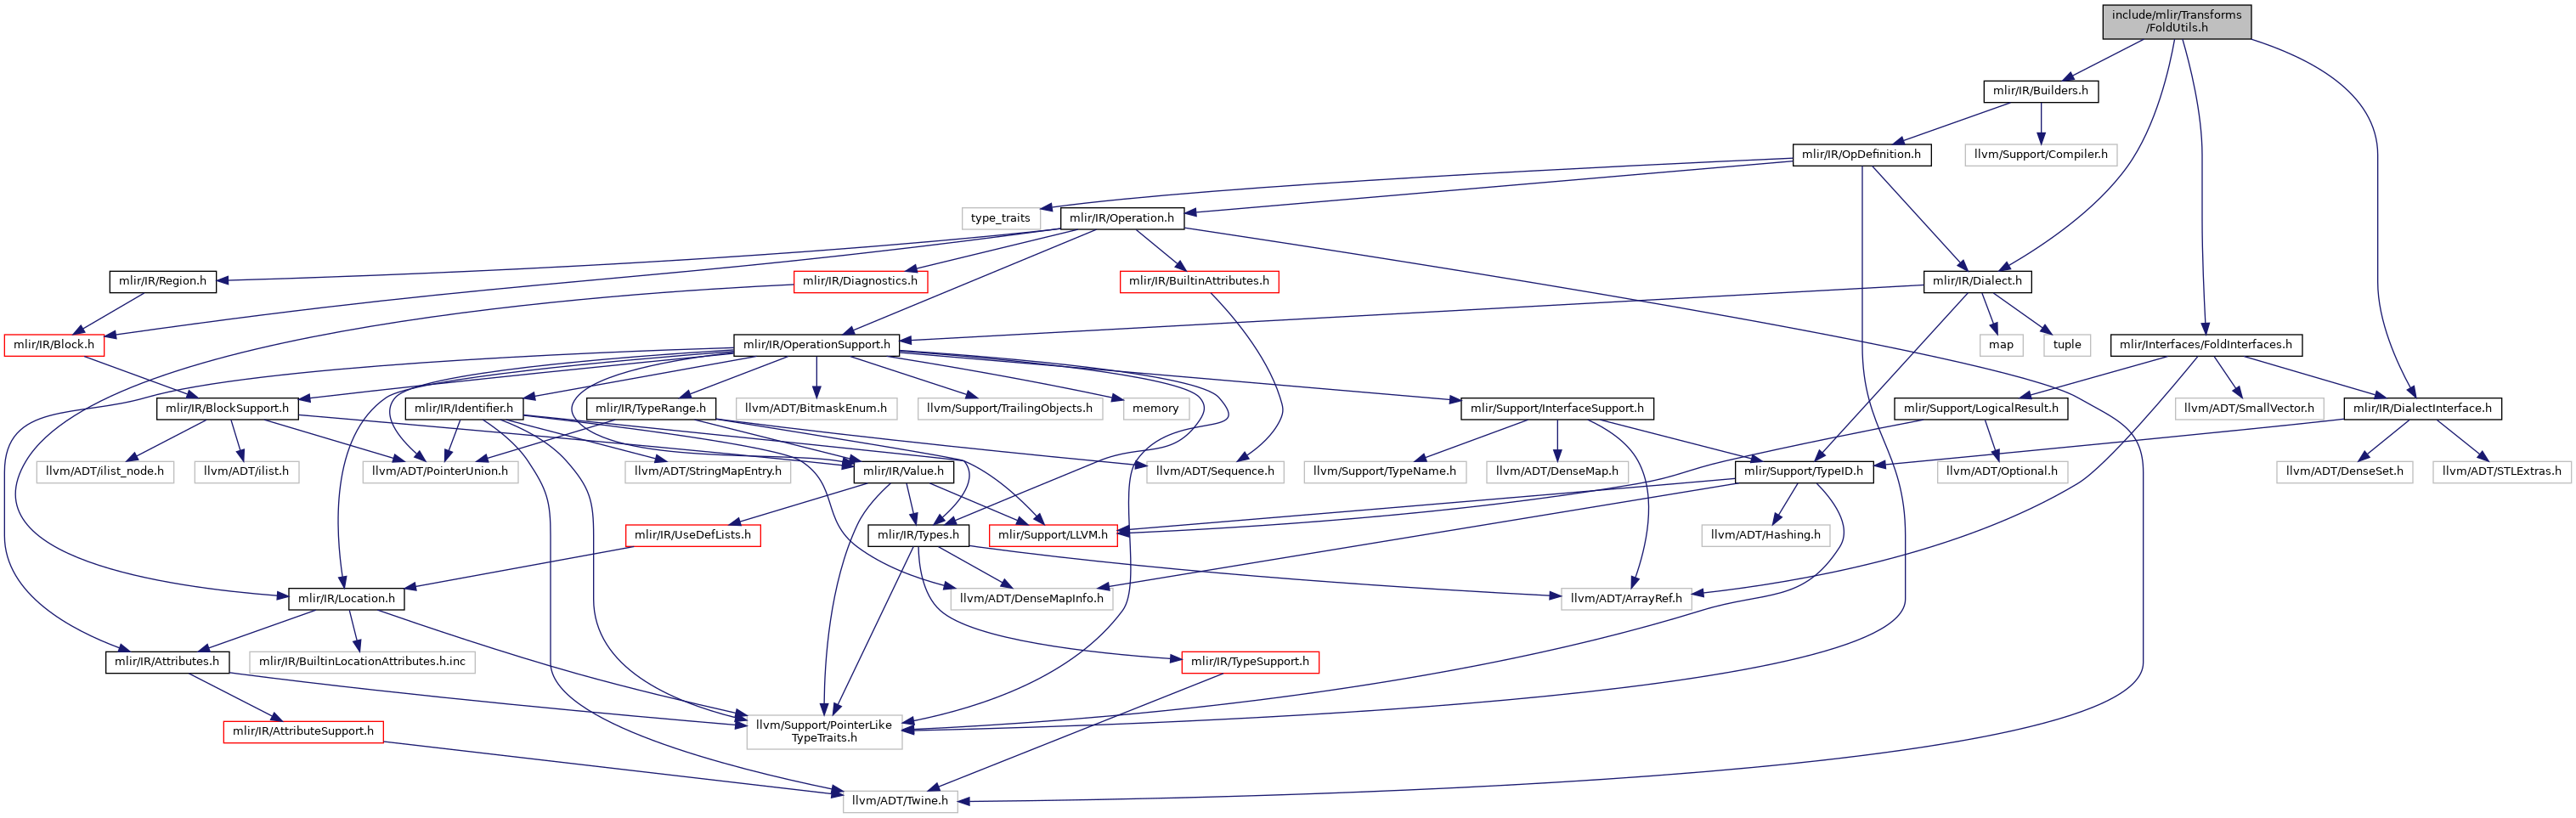 include/mlir/Transforms
/FoldUtils.h
mlir/IR/Builders.h
mlir/IR/OpDefinition.h
llvm/Support/Compiler.h
type_traits
mlir/IR/Operation.h
mlir/IR/Region.h
mlir/IR/Diagnostics.h
mlir/IR/BuiltinAttributes.h
mlir/IR/Dialect.h
mlir/IR/Block.h
mlir/IR/OperationSupport.h
map
tuple
mlir/Interfaces/FoldInterfaces.h
mlir/IR/BlockSupport.h
mlir/IR/Identifier.h
mlir/IR/TypeRange.h
llvm/ADT/BitmaskEnum.h
llvm/Support/TrailingObjects.h
memory
mlir/Support/InterfaceSupport.h
mlir/Support/LogicalResult.h
llvm/ADT/SmallVector.h
mlir/IR/DialectInterface.h
llvm/ADT/ilist_node.h
llvm/ADT/ilist.h
llvm/ADT/PointerUnion.h
llvm/ADT/StringMapEntry.h
mlir/IR/Value.h
llvm/ADT/Sequence.h
llvm/Support/TypeName.h
llvm/ADT/DenseMap.h
mlir/Support/TypeID.h
llvm/ADT/Optional.h
llvm/ADT/DenseSet.h
llvm/ADT/STLExtras.h
mlir/IR/UseDefLists.h
mlir/IR/Types.h
mlir/Support/LLVM.h
llvm/ADT/Hashing.h
mlir/IR/Location.h
llvm/ADT/DenseMapInfo.h
llvm/ADT/ArrayRef.h
mlir/IR/Attributes.h
mlir/IR/BuiltinLocationAttributes.h.inc
mlir/IR/TypeSupport.h
mlir/IR/AttributeSupport.h
llvm/Support/PointerLike
TypeTraits.h
llvm/ADT/Twine.h